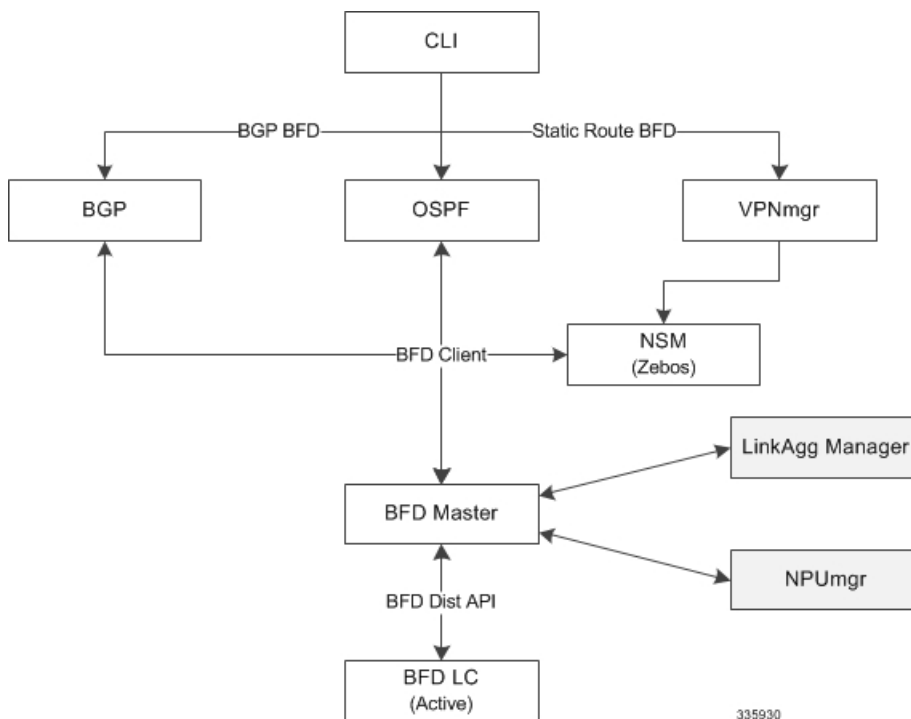 CLI
BGP BFD
Static Route BFD
BGP
OSPF
VPNmgr
NSM
(Zebos)
BFD Client
LinkAgg Manager
BFD Master
NPUmgr
BFD Dist API
BFD LC
(Active)
335930